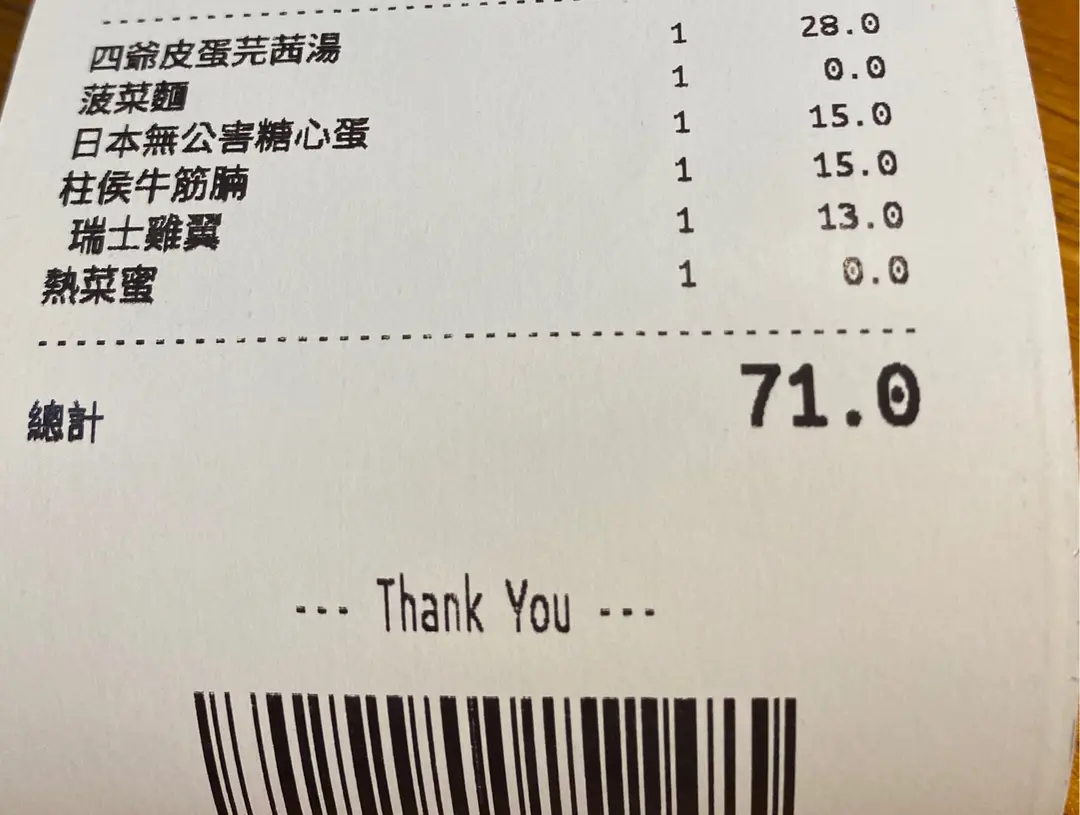 四爺皮蛋芫茜湯 1 28.0
菠菜麵 1 0.0
日本無公害糖心蛋 1 15.0
柱侯牛筋腩 1 15.0
瑞士雞翼 1 13.0
熱菜蜜 1 0.0
總計 71.0
--- Thank You ---